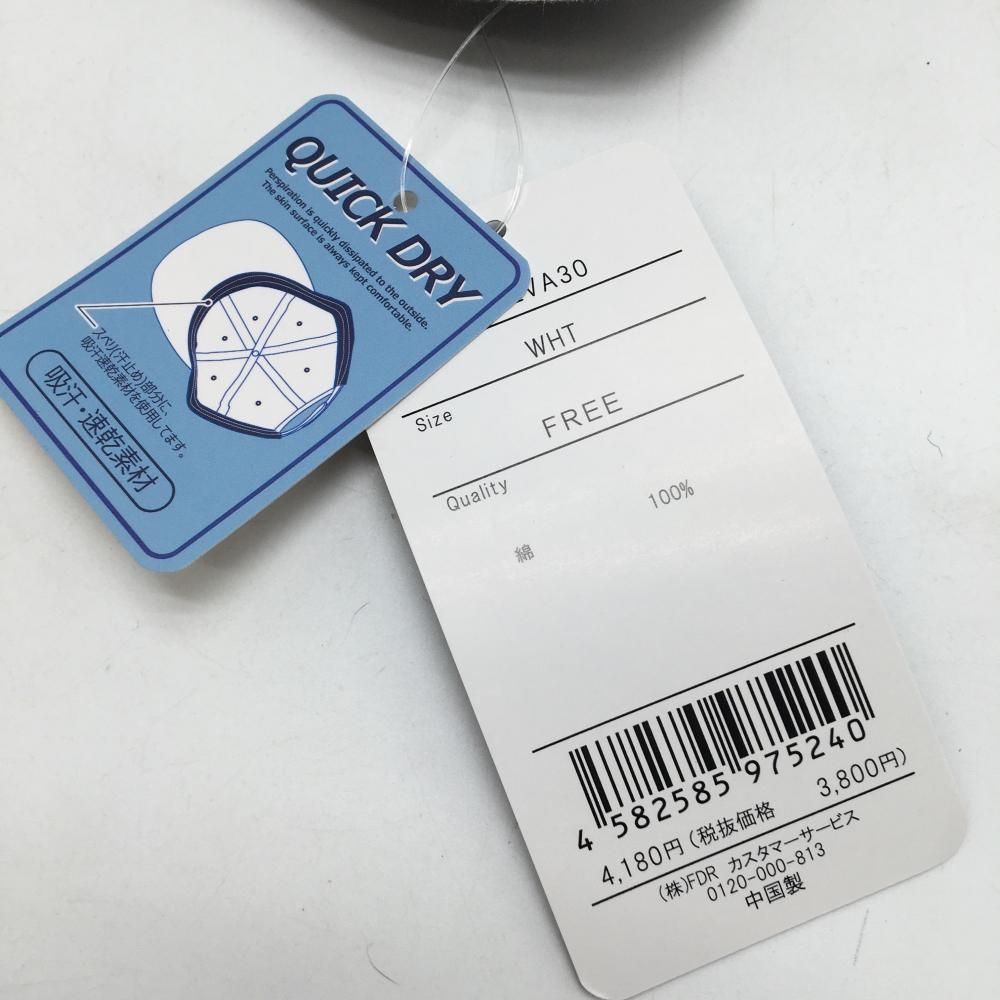 QUICK DRY
Perspiration is quickly dissipated to the outside.
The skin surface is always kept comfortable.
スベリ(汗止め)部分に、
吸汗速乾素材を使用してます。
吸汗・速乾素材
VA30
WHT
Size
FREE
Quality
100%
綿
4 582585 975240
4,180円 (税抜価格 3,800円)
(株)FDR カスタマーサービス
0120-000-813
中国製